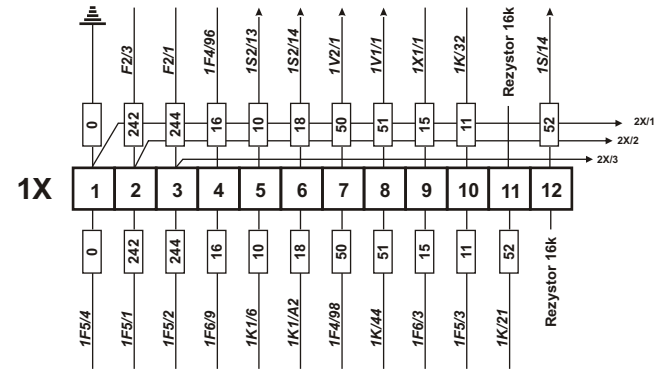 F2/3
F2/1
1F4/96
1S2/13
1S2/14
1V2/1
1V1/1
1X1/1
1K/32
Rezystor 16k
1S/14
0
242
244
16
10
18
50
51
15
11
52
2X/1
2X/2
2X/3
1X
1
2
3
4
5
6
7
8
9
10
11
12
0
242
244
16
10
18
50
51
15
11
52
1F5/4
1F5/1
1F5/2
1F6/9
1K1/6
1K1/A2
1F4/98
1K/44
1F6/3
1F5/3
1K/21
Rezystor 16k